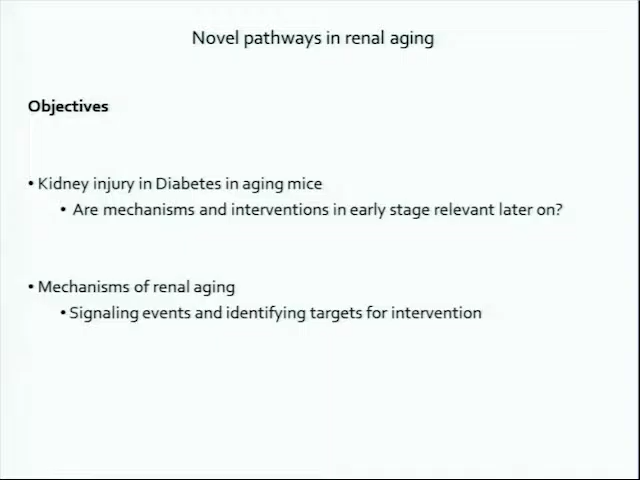 Novel pathways in renal aging
Objectives
• Kidney injury in Diabetes in aging mice
• Are mechanisms and interventions in early stage relevant later on?
• Mechanisms of renal aging
• Signaling events and identifying targets for intervention